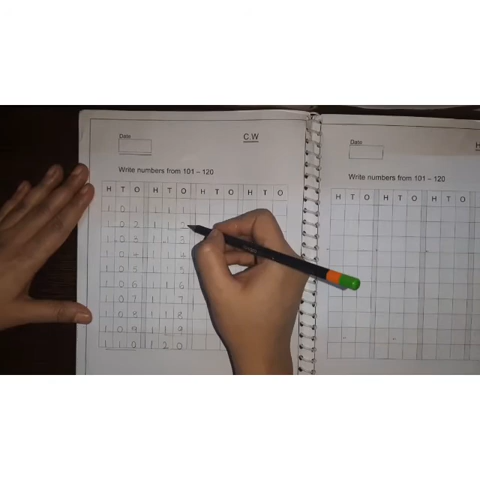 Date
C.W
Write numbers from 101 – 120
H T O H T O H T O H T O
1 0 1 1 1 1
1 0 2 1 1 2
1 0 3 1 1 3
1 0 4 1 1 4
1 0 5 1 1 5
1 0 6 1 1 6
1 0 7 1 1 7
1 0 8 1 1 8
1 0 9 1 1 9
1 1 0 1 2 0
Date
H
Write numbers from 101 – 120
H T O H T O H T O